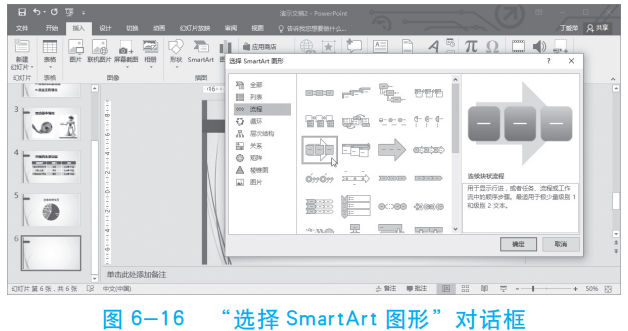 演示文稿2 - PowerPoint
文件 开始 插入 设计 切换 动画 幻灯片放映 审阅 视图 告诉我您想要做什么... 丁懿苹 共享
新建幻灯片 表格 图片 联机图片 屏幕截图 相册 形状 SmartArt 应用商店
幻灯片 表格 图像 插图
选择 SmartArt 图形 ? ×
全部
列表
流程
循环
层次结构
关系
矩阵
棱锥图
图片
连续块状流程
用于显示行进，或者任务、流程或工作
流中的顺序步骤。最适用于极少量级别 1
和级别 2 文本。
确定 取消
3
4
5
6
单击此处添加备注
幻灯片 第 6 张，共 6 张 中文(中国) 备注 批注 50%
图 6-16 “选择 SmartArt 图形”对话框